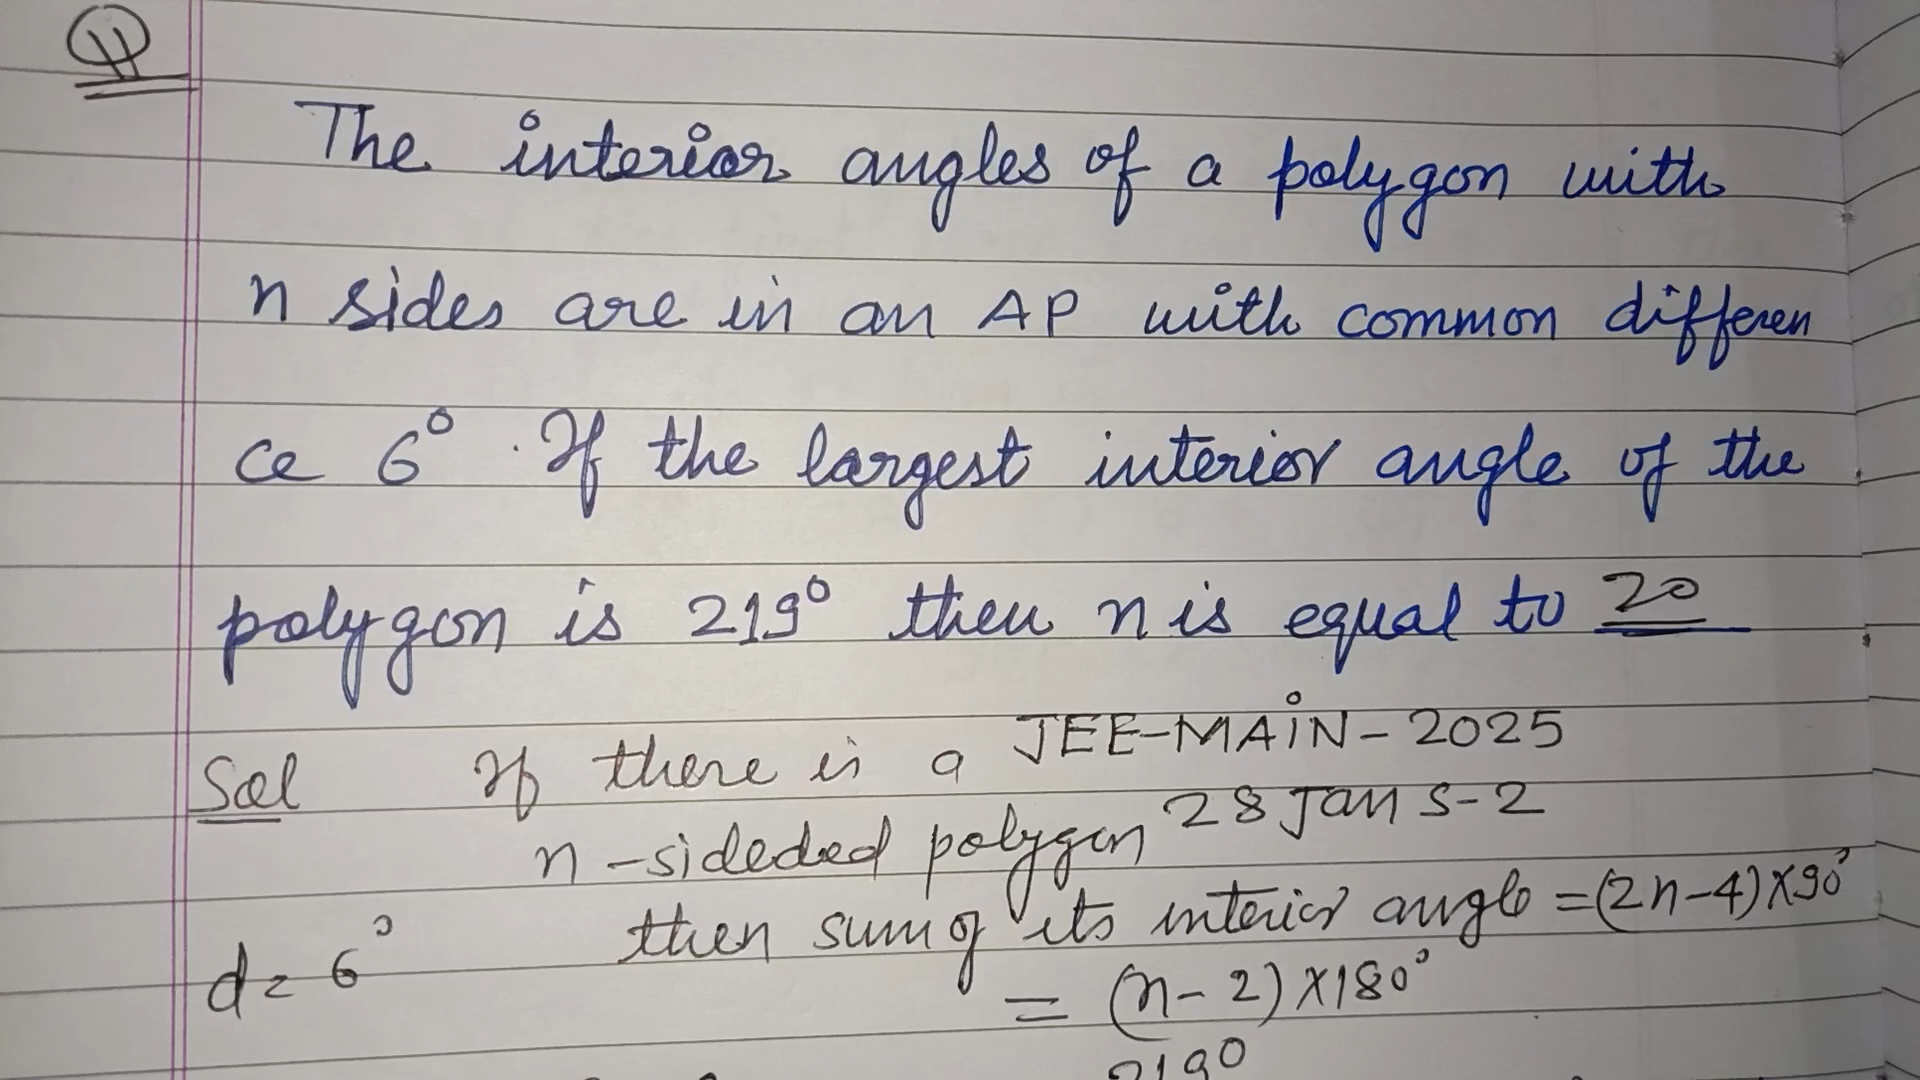 Q
The interior angles of a polygon with
n sides are in an AP with common differen
ce 6° . If the largest interior angle of the
polygon is 219° then n is equal to 20
JEE-MAIN-2025
28 Jan S-2
Sol If there is a
n-sideded polygon
then sum of its interior angle = (2n-4)×90°
= (n-2)×180°
d = 6°
219°